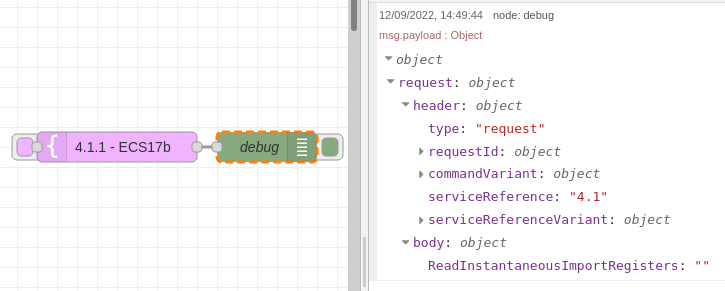 4.1.1 - ECS17b
debug
12/09/2022, 14:49:44 node: debug
msg.payload : Object
object
request: object
header: object
type: "request"
requestId: object
commandVariant: object
serviceReference: "4.1"
serviceReferenceVariant: object
body: object
ReadInstantaneousImportRegisters: ""